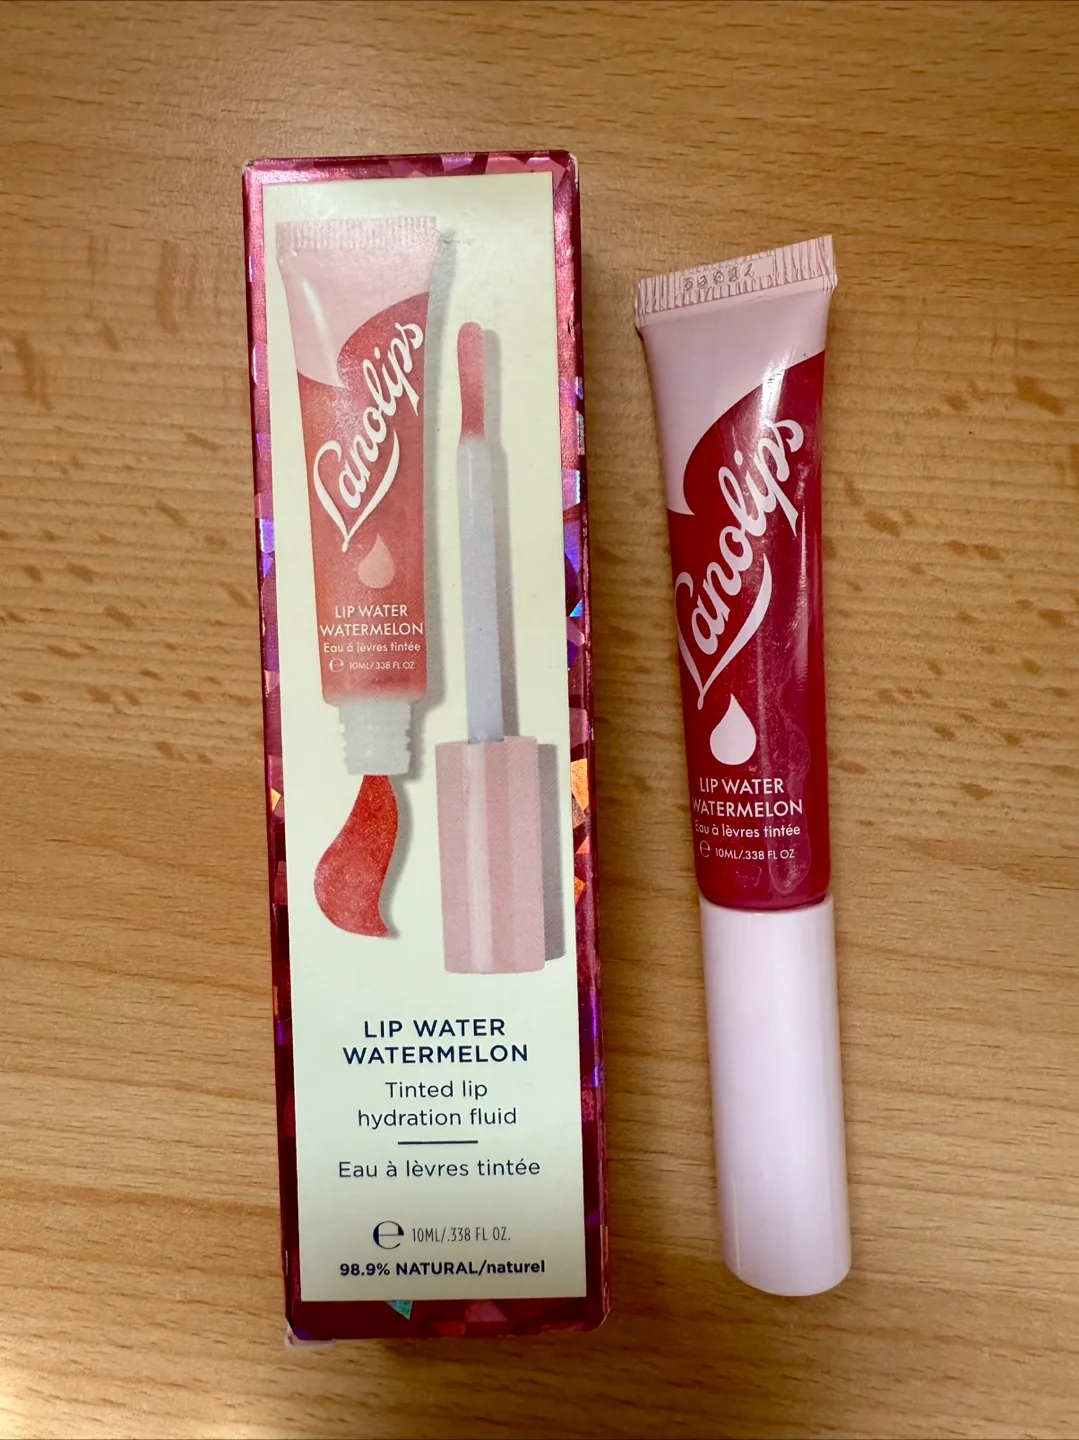 Lanolips
LIP WATER
WATERMELON
Eau à lèvres tintée
℮ 10ML/.338 FL OZ
LIP WATER
WATERMELON
Tinted lip
hydration fluid
Eau à lèvres tintée
℮ 10ML/.338 FL OZ.
98.9% NATURAL/naturel
Lanolips
LIP WATER
WATERMELON
Eau à lèvres tintée
℮ 10ML/.338 FL OZ